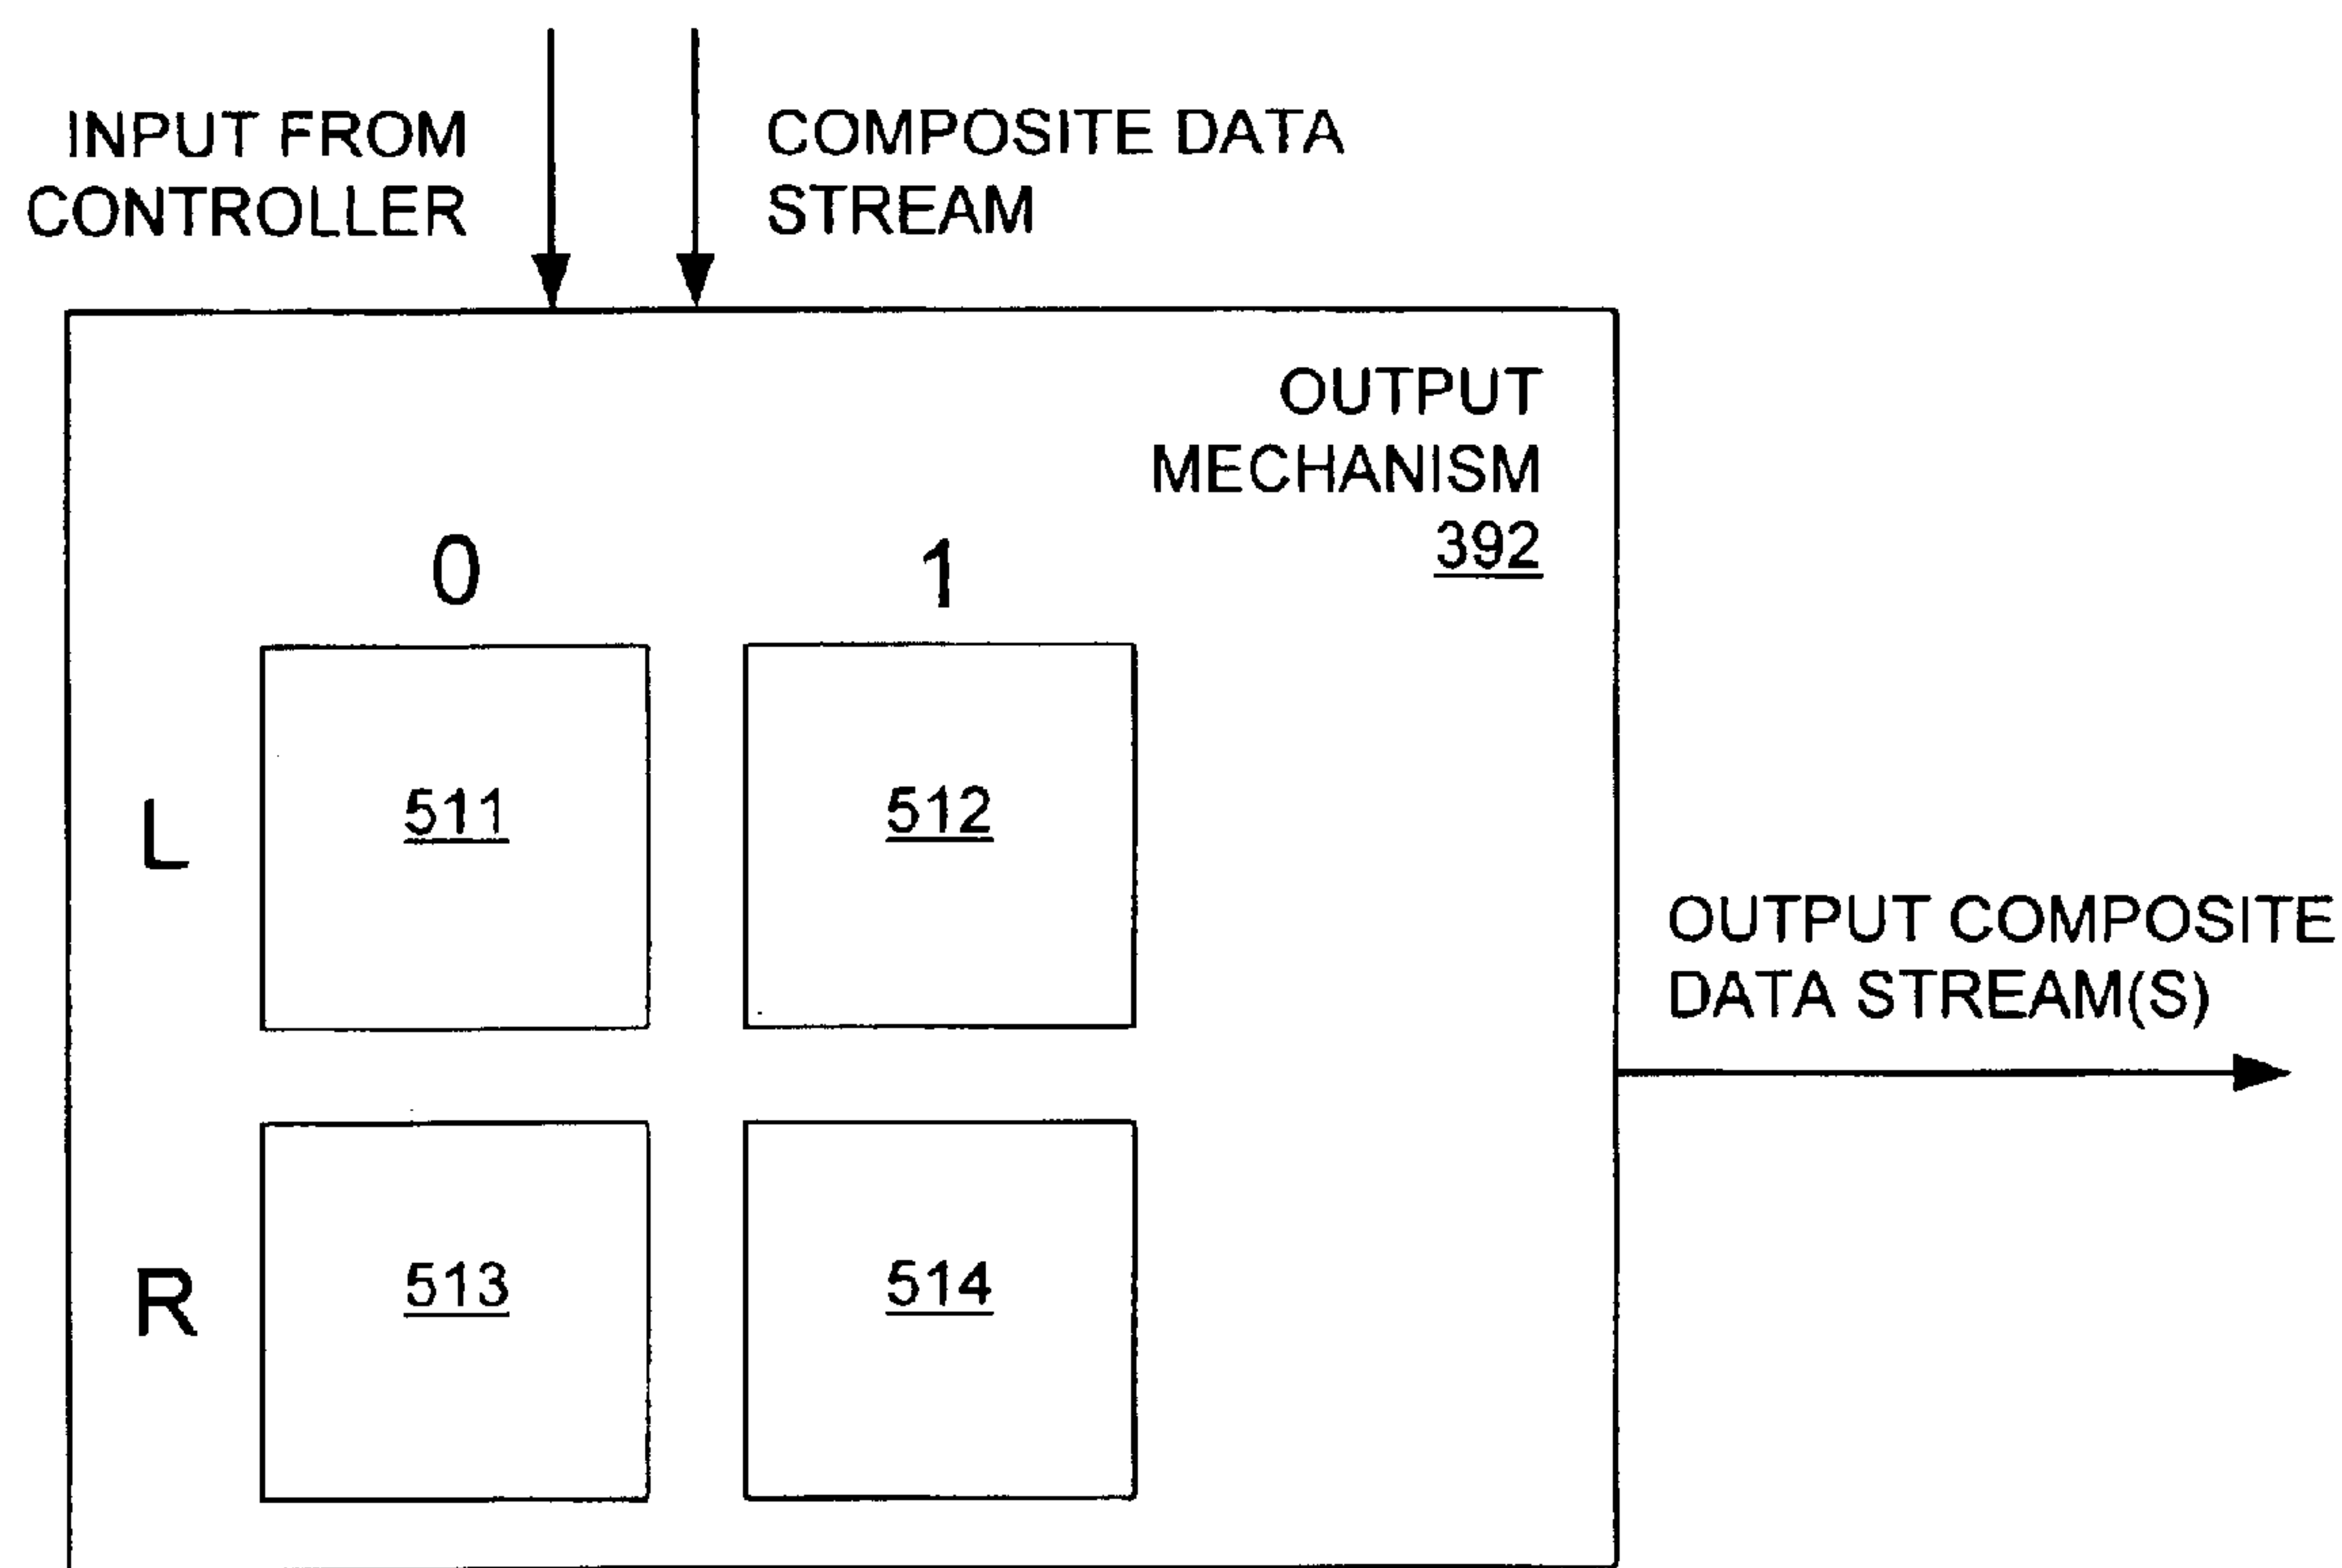 INPUT FROM
CONTROLLER
COMPOSITE DATA
STREAM
OUTPUT
MECHANISM
392
0 1
L 511 512
OUTPUT COMPOSITE
DATA STREAM(S)
R 513 514